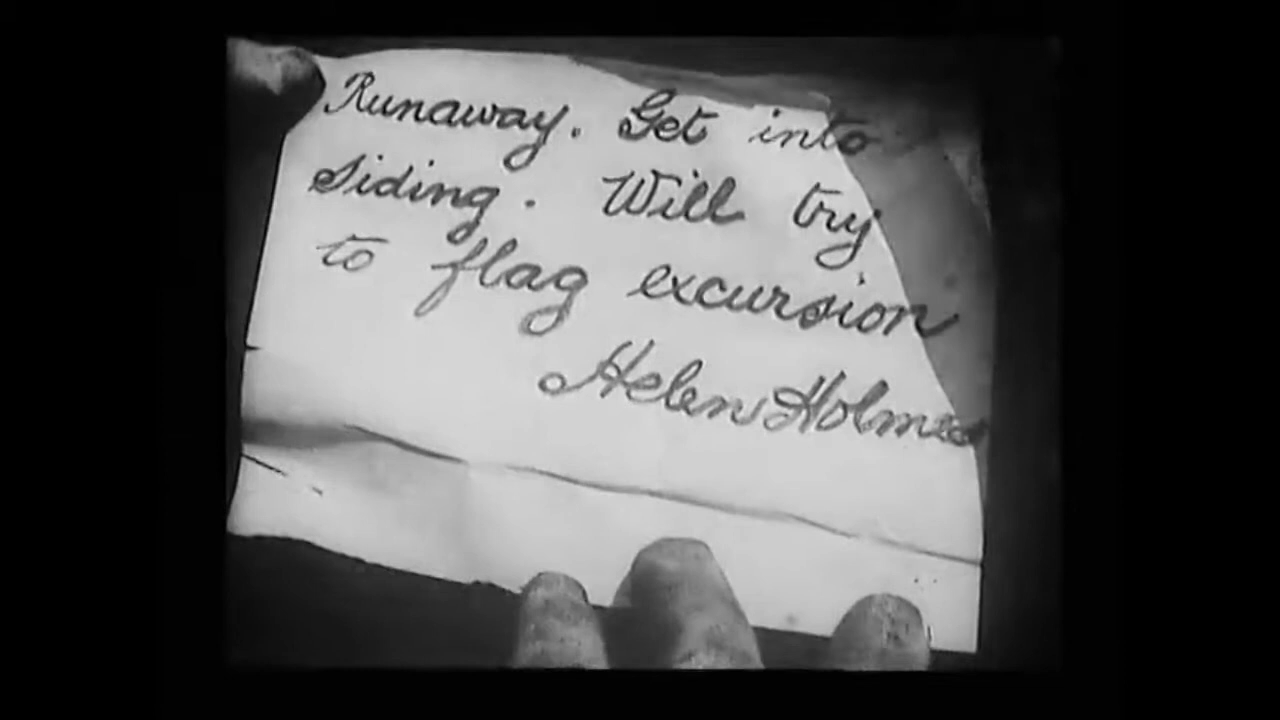 Runaway. Get into
siding. Will try
to flag excursion
Helen Holmes